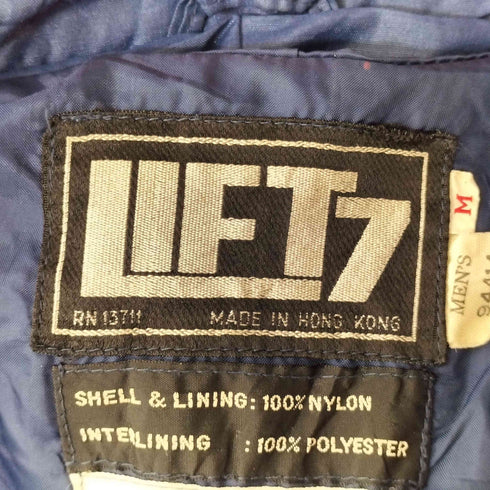 LIFT7
RN 13711 MADE IN HONG KONG
M
MEN'S
SHELL & LINING: 100% NYLON
INTERLINING : 100% POLYESTER